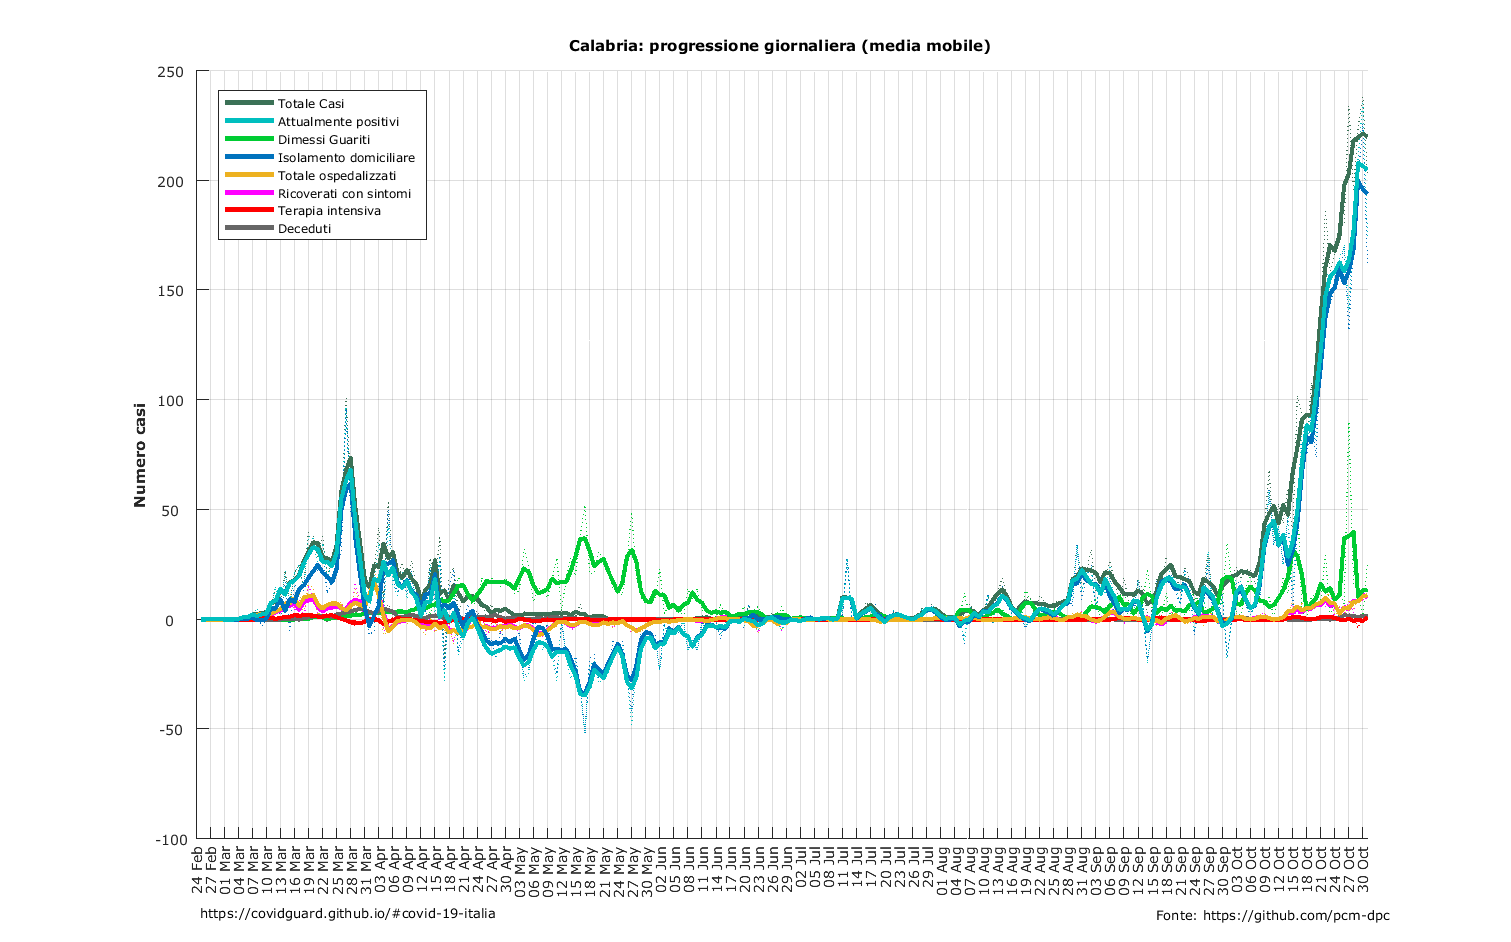 Calabria: progressione giornaliera (media mobile)
250
200
150
100
50
0
-50
-100
Numero casi
Totale Casi
Attualmente positivi
Dimessi Guariti
Isolamento domiciliare
Totale ospedalizzati
Ricoverati con sintomi
Terapia intensiva
Deceduti
24 Feb
27 Feb
01 Mar
04 Mar
07 Mar
10 Mar
13 Mar
16 Mar
19 Mar
22 Mar
25 Mar
28 Mar
31 Mar
03 Apr
06 Apr
09 Apr
12 Apr
15 Apr
18 Apr
21 Apr
24 Apr
27 Apr
30 Apr
03 May
06 May
09 May
12 May
15 May
18 May
21 May
24 May
27 May
30 May
02 Jun
05 Jun
08 Jun
11 Jun
14 Jun
17 Jun
20 Jun
23 Jun
26 Jun
29 Jun
02 Jul
05 Jul
08 Jul
11 Jul
14 Jul
17 Jul
20 Jul
23 Jul
26 Jul
29 Jul
01 Aug
04 Aug
07 Aug
10 Aug
13 Aug
16 Aug
19 Aug
22 Aug
25 Aug
28 Aug
31 Aug
03 Sep
06 Sep
09 Sep
12 Sep
15 Sep
18 Sep
21 Sep
24 Sep
27 Sep
30 Sep
03 Oct
06 Oct
09 Oct
12 Oct
15 Oct
18 Oct
21 Oct
24 Oct
27 Oct
30 Oct
https://covidguard.github.io/#covid-19-italia
Fonte: https://github.com/pcm-dpc